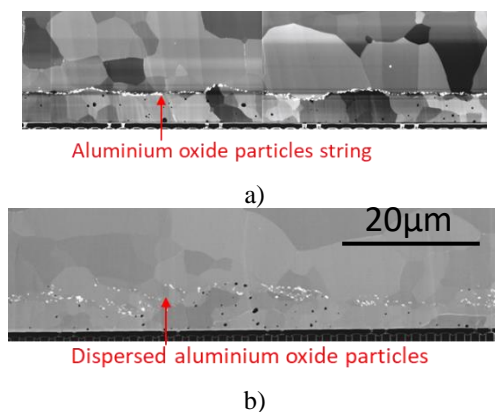 Aluminium oxide particles string
a)
20μm
Dispersed aluminium oxide particles
b)